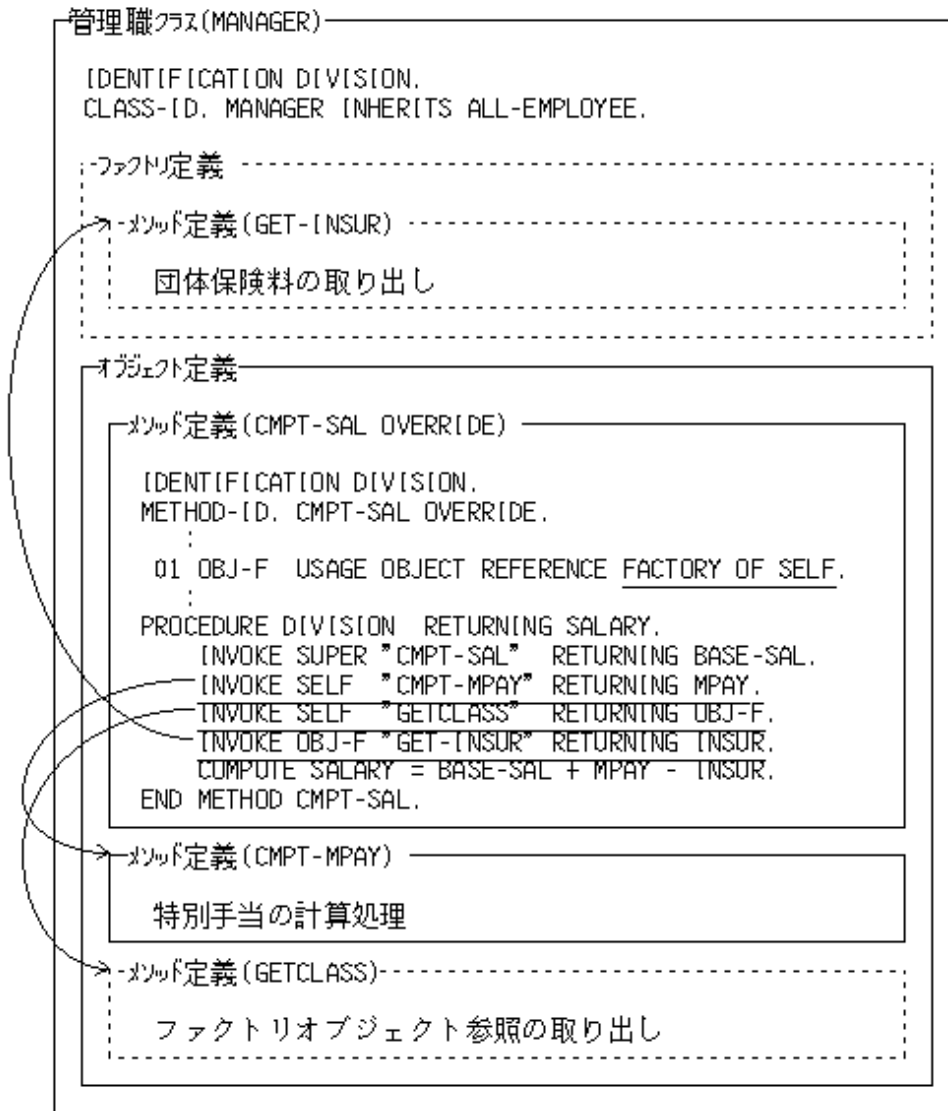 管理職ｸﾗｽ(MANAGER)
IDENTIFICATION DIVISION.
CLASS-ID. MANAGER INHERITS ALL-EMPLOYEE.
ﾌｧｸﾄﾘ定義
ﾒｿｯﾄﾞ定義(GET-INSUR)
団体保険料の取り出し
ｵﾌﾞｼﾞｪｸﾄ定義
ﾒｿｯﾄﾞ定義(CMPT-SAL OVERRIDE)
IDENTIFICATION DIVISION.
METHOD-ID. CMPT-SAL OVERRIDE.
:
01 OBJ-F USAGE OBJECT REFERENCE FACTORY OF SELF.
:
PROCEDURE DIVISION RETURNING SALARY.
INVOKE SUPER "CMPT-SAL" RETURNING BASE-SAL.
INVOKE SELF "CMPT-MPAY" RETURNING MPAY.
INVOKE SELF "GETCLASS" RETURNING OBJ-F.
INVOKE OBJ-F "GET-INSUR" RETURNING INSUR.
COMPUTE SALARY = BASE-SAL + MPAY - INSUR.
END METHOD CMPT-SAL.
ﾒｿｯﾄﾞ定義(CMPT-MPAY)
特別手当の計算処理
ﾒｿｯﾄﾞ定義(GETCLASS)
ファクトリオブジェクト参照の取り出し